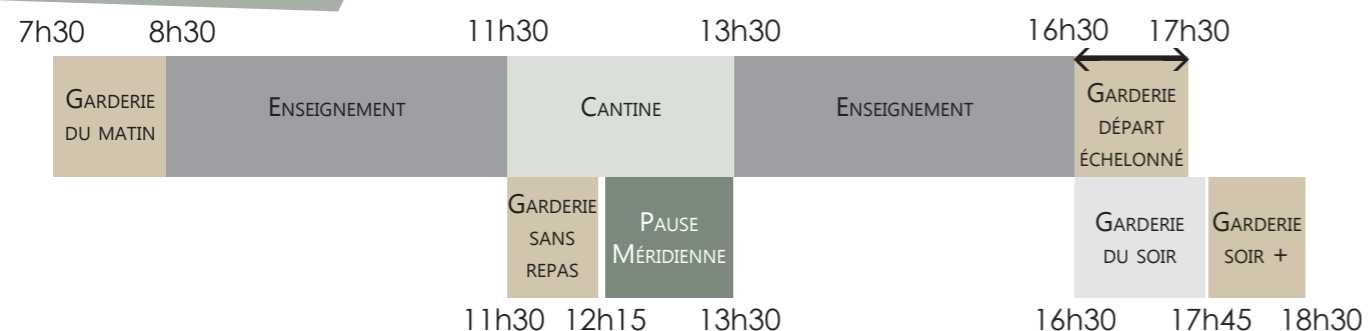 7h30 8h30 11h30 13h30 16h30 17h30
Garderie
du matin
Enseignement
Cantine
Enseignement
Garderie
départ
échelonné
Garderie
sans
repas
Pause
Méridienne
Garderie
du soir
Garderie
soir +
11h30 12h15 13h30 16h30 17h45 18h30